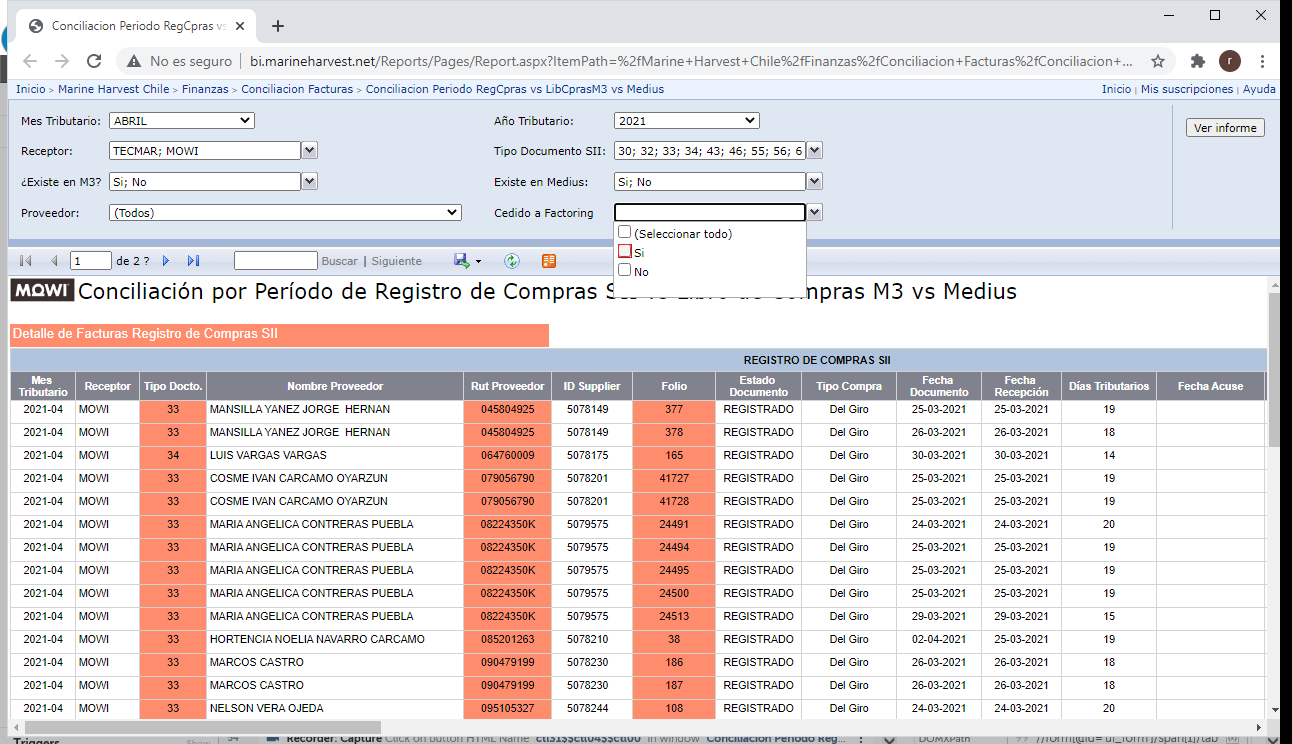 Conciliacion Periodo RegCpras vs
No es seguro | bi.marineharvest.net/Reports/Pages/Report.aspx?ItemPath=%2fMarine+Harvest+Chile%2fFinanzas%2fConciliacion+Facturas%2fConciliacion+...
r
Inicio > Marine Harvest Chile > Finanzas > Conciliacion Facturas > Conciliacion Periodo RegCpras vs LibCprasM3 vs Medius Inicio | Mis suscripciones | Ayuda
Mes Tributario: ABRIL Año Tributario: 2021 Ver informe
Receptor: TECMAR; MOWI Tipo Documento SII: 30; 32; 33; 34; 43; 46; 55; 56; 6
¿Existe en M3? Si; No Existe en Medius: Si; No
Proveedor: (Todos) Cedido a Factoring
(Seleccionar todo)
Si
No
1 de 2 ? Buscar | Siguiente
MOWI Conciliación por Período de Registro de Compras SII vs Libro de Compras M3 vs Medius
Detalle de Facturas Registro de Compras SII
REGISTRO DE COMPRAS SII
Mes Tributario Receptor Tipo Docto. Nombre Proveedor Rut Proveedor ID Supplier Folio Estado Documento Tipo Compra Fecha Documento Fecha Recepción Días Tributarios Fecha Acuse
2021-04 MOWI 33 MANSILLA YANEZ JORGE HERNAN 045804925 5078149 377 REGISTRADO Del Giro 25-03-2021 25-03-2021 19
2021-04 MOWI 33 MANSILLA YANEZ JORGE HERNAN 045804925 5078149 378 REGISTRADO Del Giro 26-03-2021 26-03-2021 18
2021-04 MOWI 34 LUIS VARGAS VARGAS 064760009 5078175 165 REGISTRADO Del Giro 30-03-2021 30-03-2021 14
2021-04 MOWI 33 COSME IVAN CARCAMO OYARZUN 079056790 5078201 41727 REGISTRADO Del Giro 25-03-2021 25-03-2021 19
2021-04 MOWI 33 COSME IVAN CARCAMO OYARZUN 079056790 5078201 41728 REGISTRADO Del Giro 25-03-2021 25-03-2021 19
2021-04 MOWI 33 MARIA ANGELICA CONTRERAS PUEBLA 08224350K 5079575 24491 REGISTRADO Del Giro 24-03-2021 24-03-2021 20
2021-04 MOWI 33 MARIA ANGELICA CONTRERAS PUEBLA 08224350K 5079575 24494 REGISTRADO Del Giro 25-03-2021 25-03-2021 19
2021-04 MOWI 33 MARIA ANGELICA CONTRERAS PUEBLA 08224350K 5079575 24495 REGISTRADO Del Giro 25-03-2021 25-03-2021 19
2021-04 MOWI 33 MARIA ANGELICA CONTRERAS PUEBLA 08224350K 5079575 24500 REGISTRADO Del Giro 25-03-2021 25-03-2021 19
2021-04 MOWI 33 MARIA ANGELICA CONTRERAS PUEBLA 08224350K 5079575 24513 REGISTRADO Del Giro 29-03-2021 29-03-2021 15
2021-04 MOWI 33 HORTENCIA NOELIA NAVARRO CARCAMO 085201263 5078210 38 REGISTRADO Del Giro 02-04-2021 25-03-2021 19
2021-04 MOWI 33 MARCOS CASTRO 090479199 5078230 186 REGISTRADO Del Giro 26-03-2021 26-03-2021 18
2021-04 MOWI 33 MARCOS CASTRO 090479199 5078230 187 REGISTRADO Del Giro 26-03-2021 26-03-2021 18
2021-04 MOWI 33 NELSON VERA OJEDA 095105327 5078244 108 REGISTRADO Del Giro 24-03-2021 24-03-2021 20
Triggers Show 54 Recorder: Capture Click on button HTML Name 'ctl31$$ctl04$$ctl00' in window 'Conciliacion Periodo Reg... DOMXPath